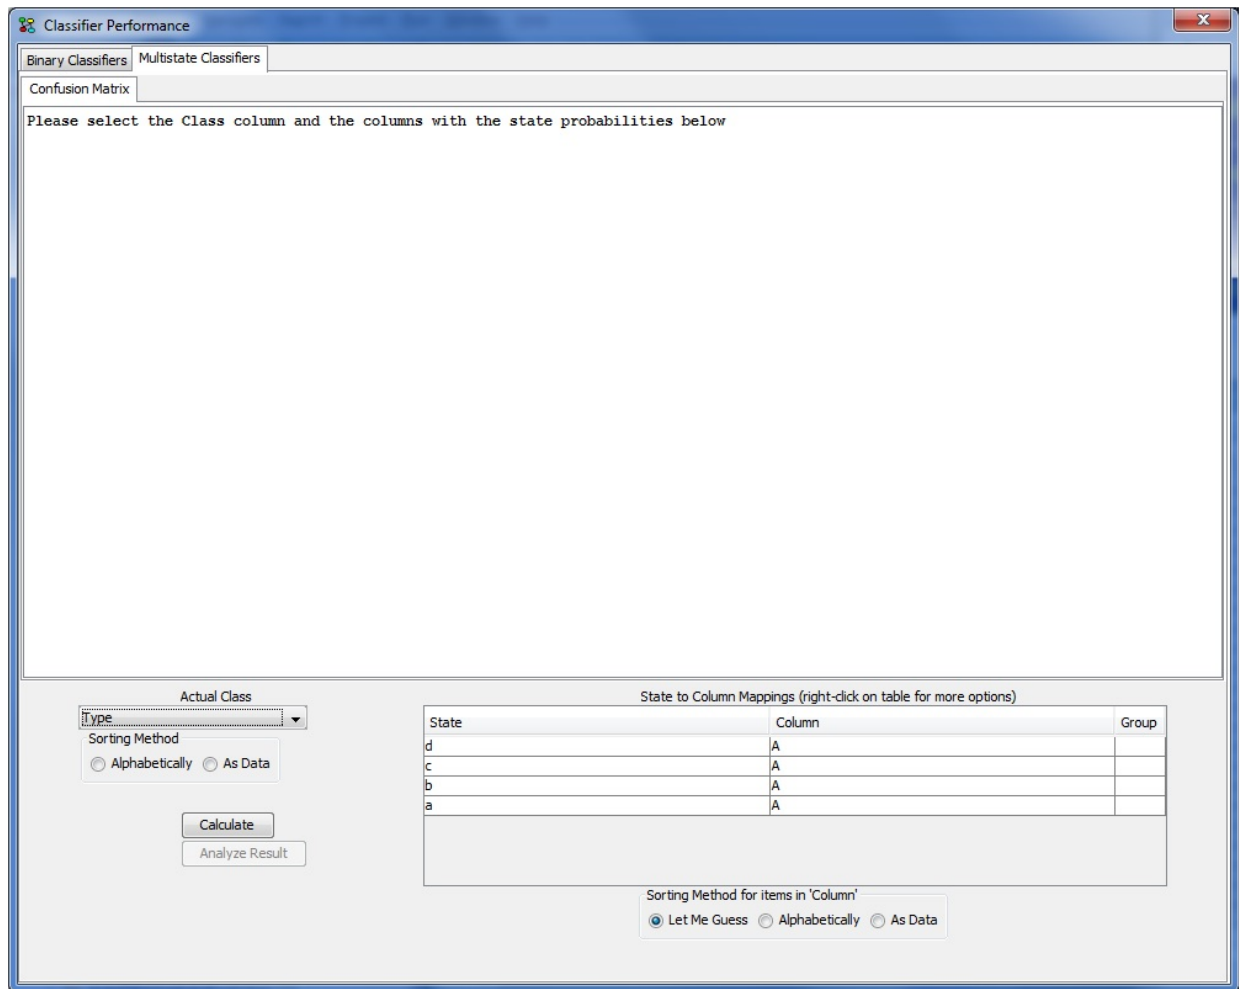 Classifier Performance
Binary Classifiers Multistate Classifiers
Confusion Matrix
Please select the Class column and the columns with the state probabilities below
Actual Class
Type
Sorting Method
Alphabetically As Data
Calculate
Analyze Result
State to Column Mappings (right-click on table for more options)
State Column Group
d A
c A
b A
a A
Sorting Method for items in 'Column'
Let Me Guess Alphabetically As Data